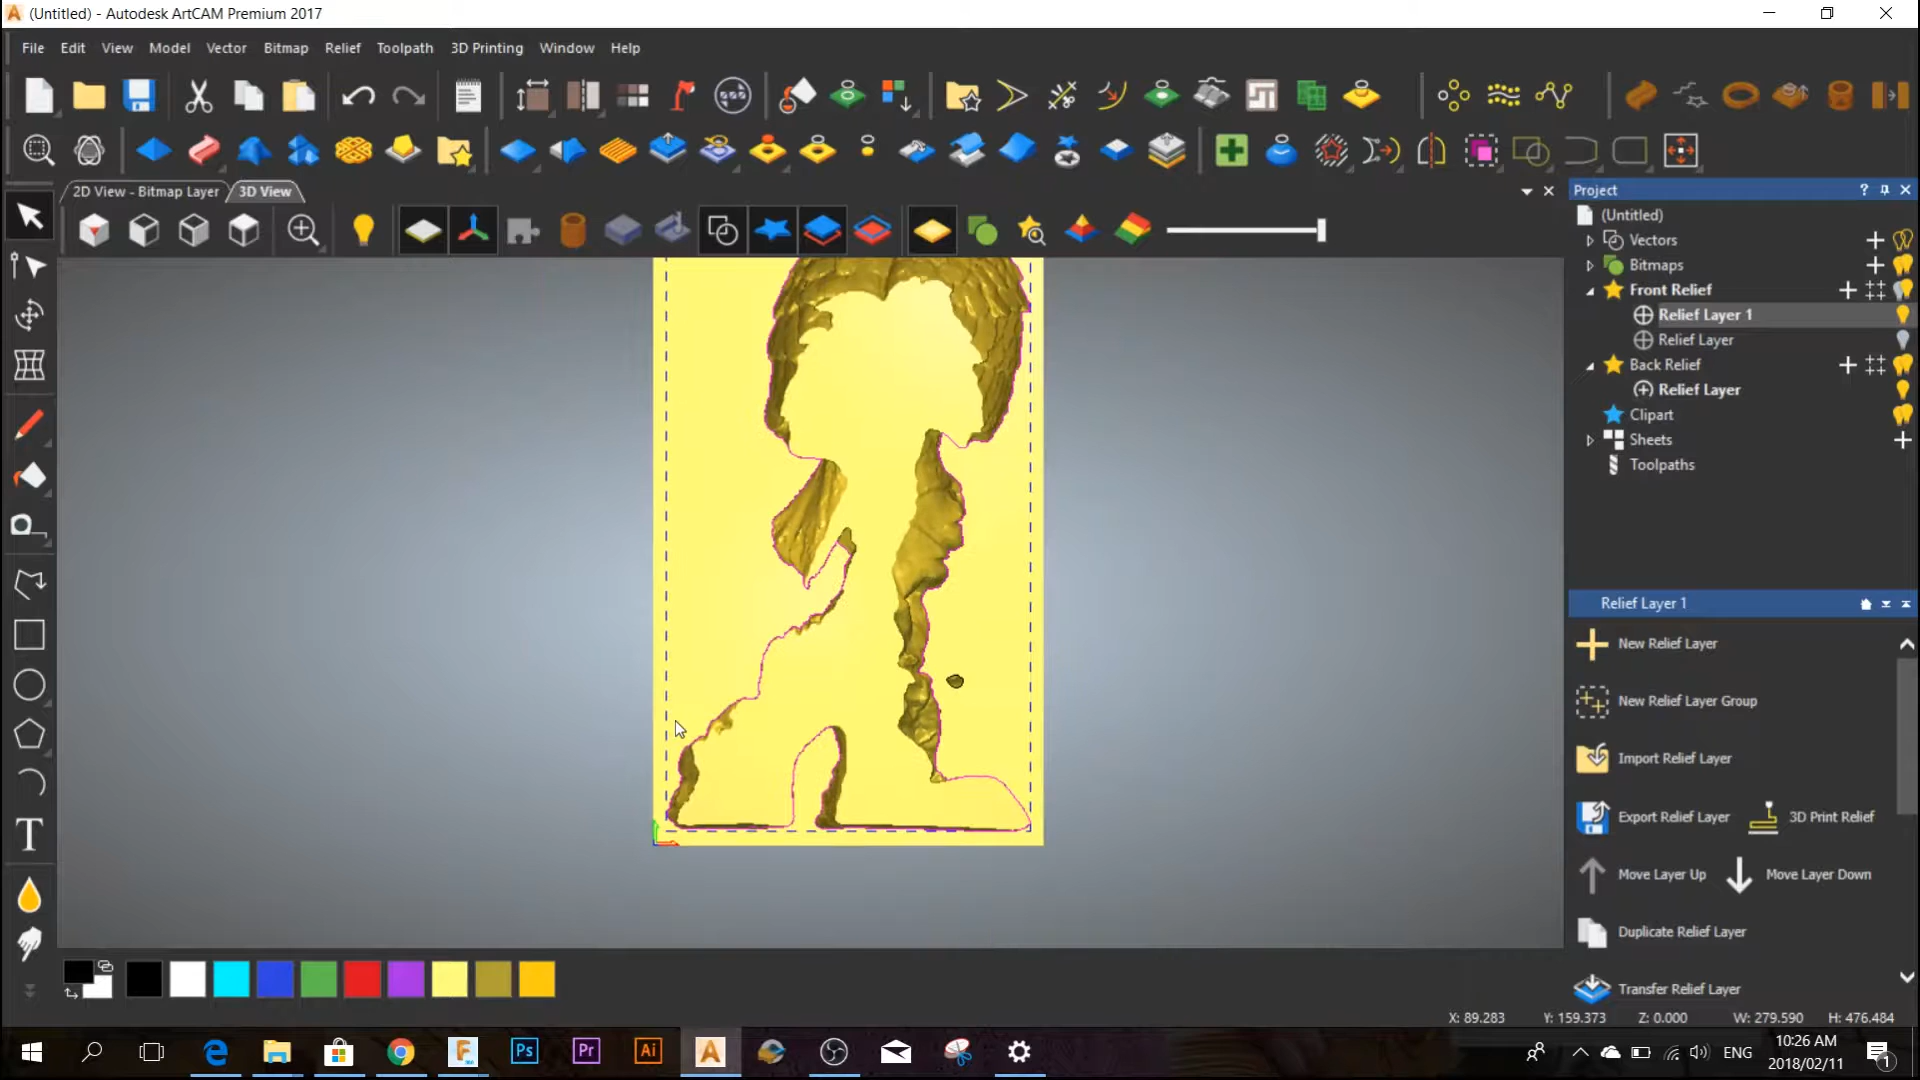 (Untitled) - Autodesk ArtCAM Premium 2017
File Edit View Model Vector Bitmap Relief Toolpath 3D Printing Window Help
2D View - Bitmap Layer
3D View
Project
(Untitled)
Vectors
Bitmaps
Front Relief
Relief Layer 1
Relief Layer
Back Relief
Relief Layer
Clipart
Sheets
Toolpaths
Relief Layer 1
New Relief Layer
New Relief Layer Group
Import Relief Layer
Export Relief Layer 3D Print Relief
Move Layer Up Move Layer Down
Duplicate Relief Layer
Transfer Relief Layer
X: 89.283 Y: 159.373 Z: 0.000 W: 279.590 H: 476.484
Ps Pr Ai
ENG
10:26 AM
2018/02/11
1